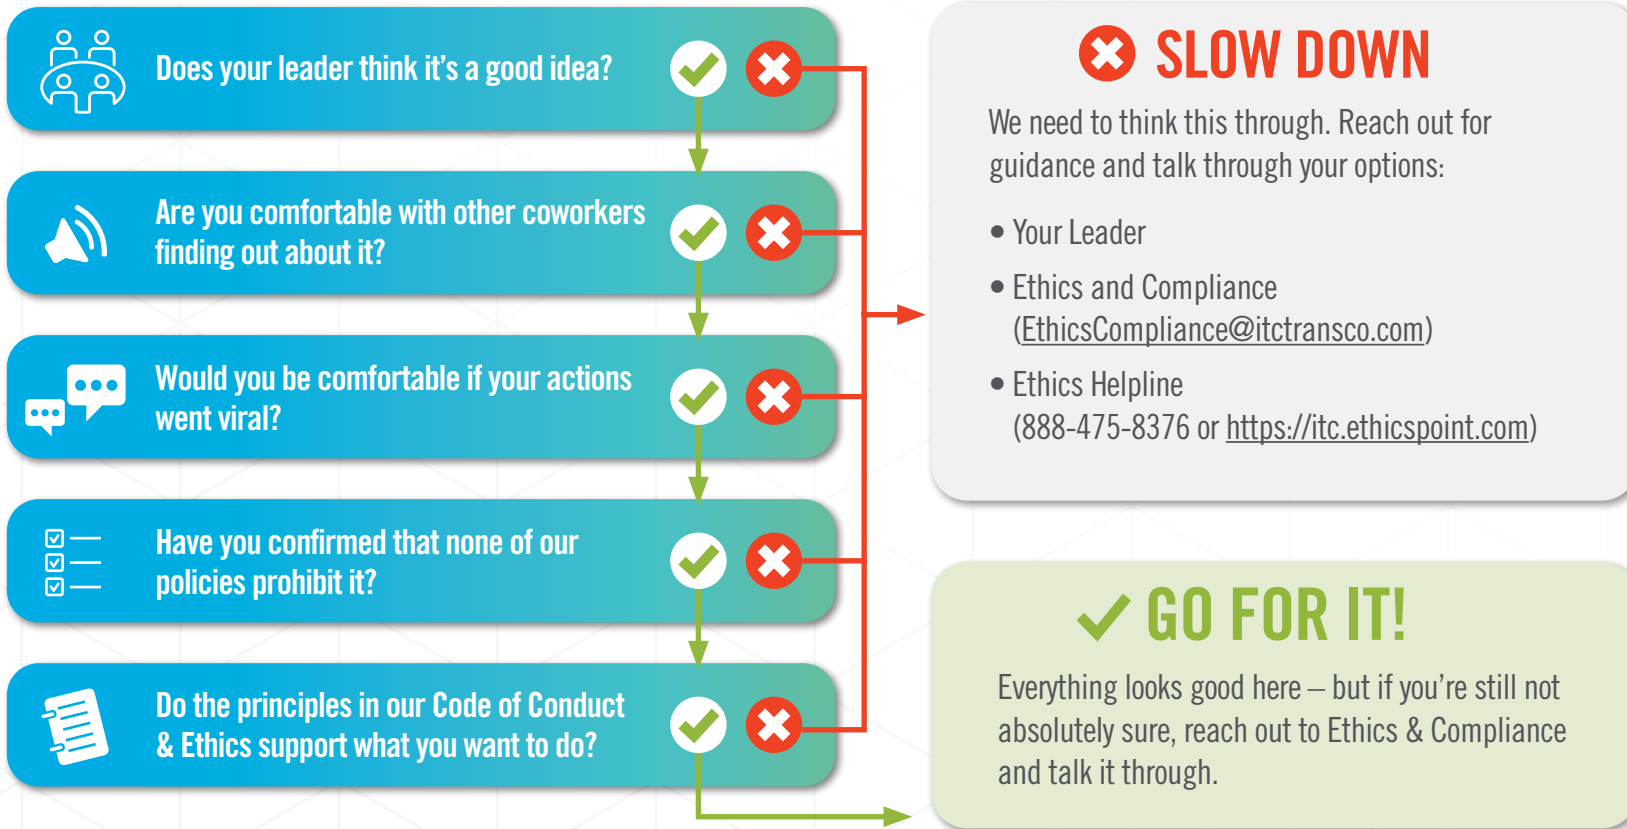 Does your leader think it's a good idea?
Are you comfortable with other coworkers
finding out about it?
Would you be comfortable if your actions
went viral?
Have you confirmed that none of our
policies prohibit it?
Do the principles in our Code of Conduct
& Ethics support what you want to do?
SLOW DOWN
We need to think this through. Reach out for
guidance and talk through your options:
• Your Leader
• Ethics and Compliance
(EthicsCompliance@itctransco.com)
• Ethics Helpline
(888-475-8376 or https://itc.ethicspoint.com)
GO FOR IT!
Everything looks good here – but if you're still not
absolutely sure, reach out to Ethics & Compliance
and talk it through.